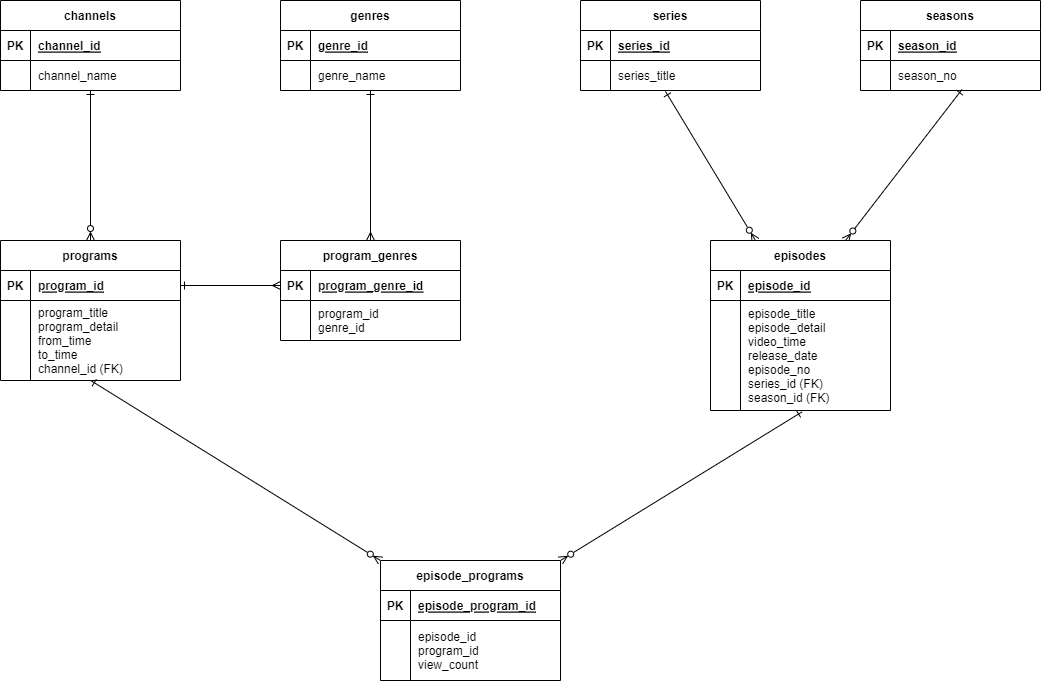 channels
PK channel_id
channel_name
genres
PK genre_id
genre_name
series
PK series_id
series_title
seasons
PK season_id
season_no
programs
PK program_id
program_title
program_detail
from_time
to_time
channel_id (FK)
program_genres
PK program_genre_id
program_id
genre_id
episodes
PK episode_id
episode_title
episode_detail
video_time
release_date
episode_no
series_id (FK)
season_id (FK)
episode_programs
PK episode_program_id
episode_id
program_id
view_count